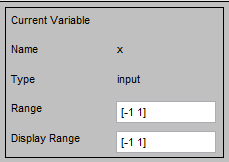 Current Variable
Name x
Type input
Range [-1 1]
Display Range [-1 1]